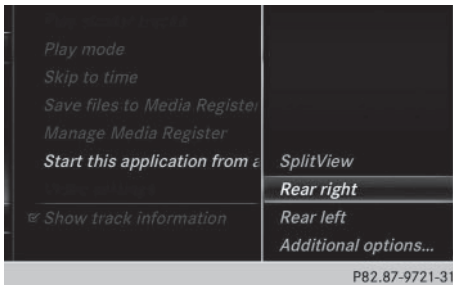 Play mode
Skip to time
Save files to Media Register
Manage Media Register
Start this application from a
Show track information
SplitView
Rear right
Rear left
Additional options...
P82.87-9721-31